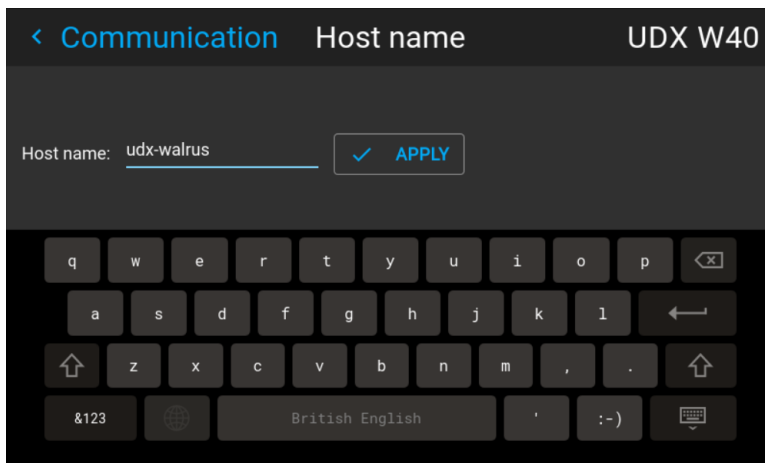 Communication Host name UDX W40
Host name: udx-walrus APPLY
q w e r t y u i o p
a s d f g h j k l
z x c v b n m , .
&123 British English ' :-)